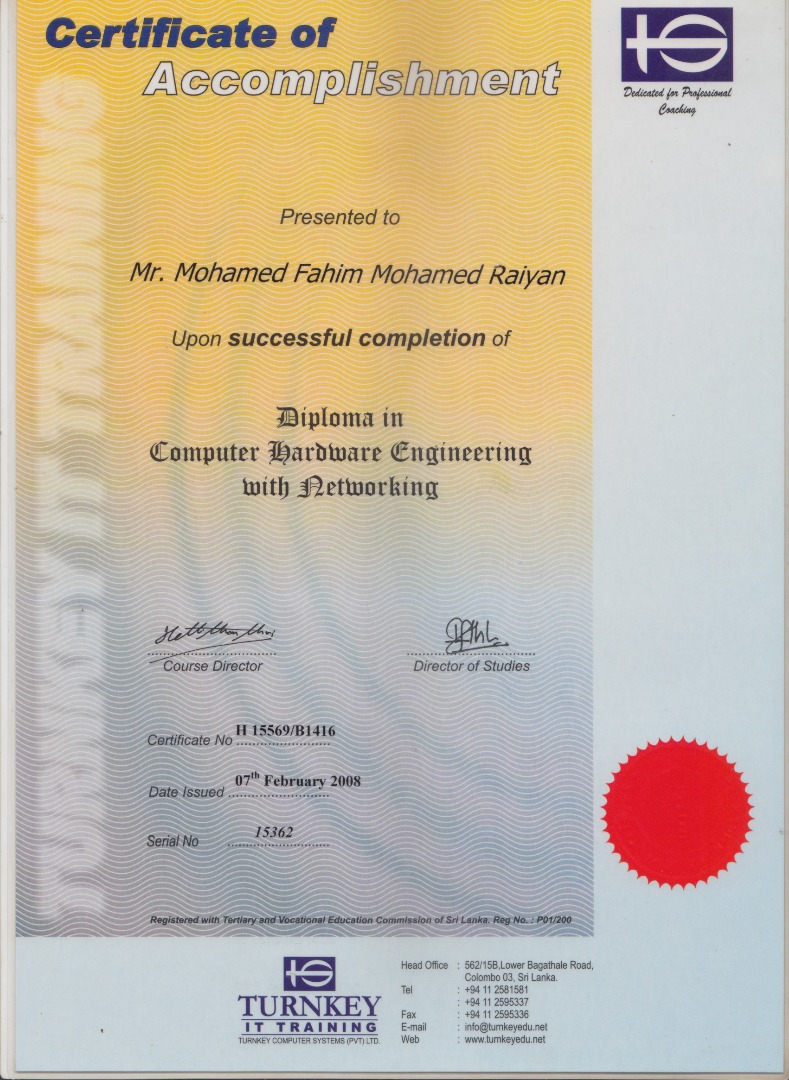 Certificate of
Accomplishment
Dedicated for Professional
Coaching
TURNKEY IT TRAINING
Presented to
Mr. Mohamed Fahim Mohamed Raiyan
Upon successful completion of
Diploma in
Computer Hardware Engineering
with Networking
Course Director
Director of Studies
Certificate No H 15569/B1416
Date Issued 07th February 2008
Serial No 15362
Registered with Tertiary and Vocational Education Commission of Sri Lanka. Reg No. : P01/200
TURNKEY
IT TRAINING
TURNKEY COMPUTER SYSTEMS (PVT) LTD.
Head Office : 562/15B,Lower Bagathale Road,
Colombo 03, Sri Lanka.
Tel : +94 11 2581581
: +94 11 2595337
Fax : +94 11 2595336
E-mail : info@turnkeyedu.net
Web : www.turnkeyedu.net